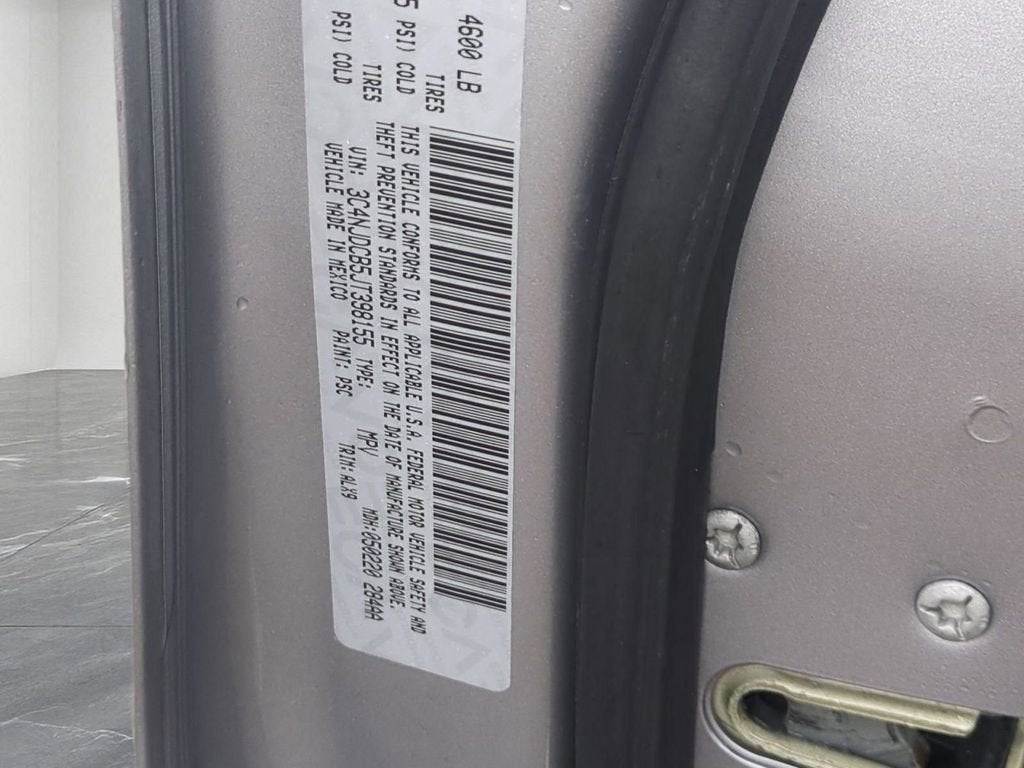 4600 LB
5 PSI) COLD TIRES
PSI) COLD TIRES
THIS VEHICLE CONFORMS TO ALL APPLICABLE U.S.A. FEDERAL MOTOR VEHICLE SAFETY AND
THEFT PREVENTION STANDARDS IN EFFECT ON THE DATE OF MANUFACTURE SHOWN ABOVE.
VIN: 3C4NJDCB5JT398155 TYPE: MPV MDH:050220 284AA
VEHICLE MADE IN MEXICO PAINT: PSC TRIM: ALX9